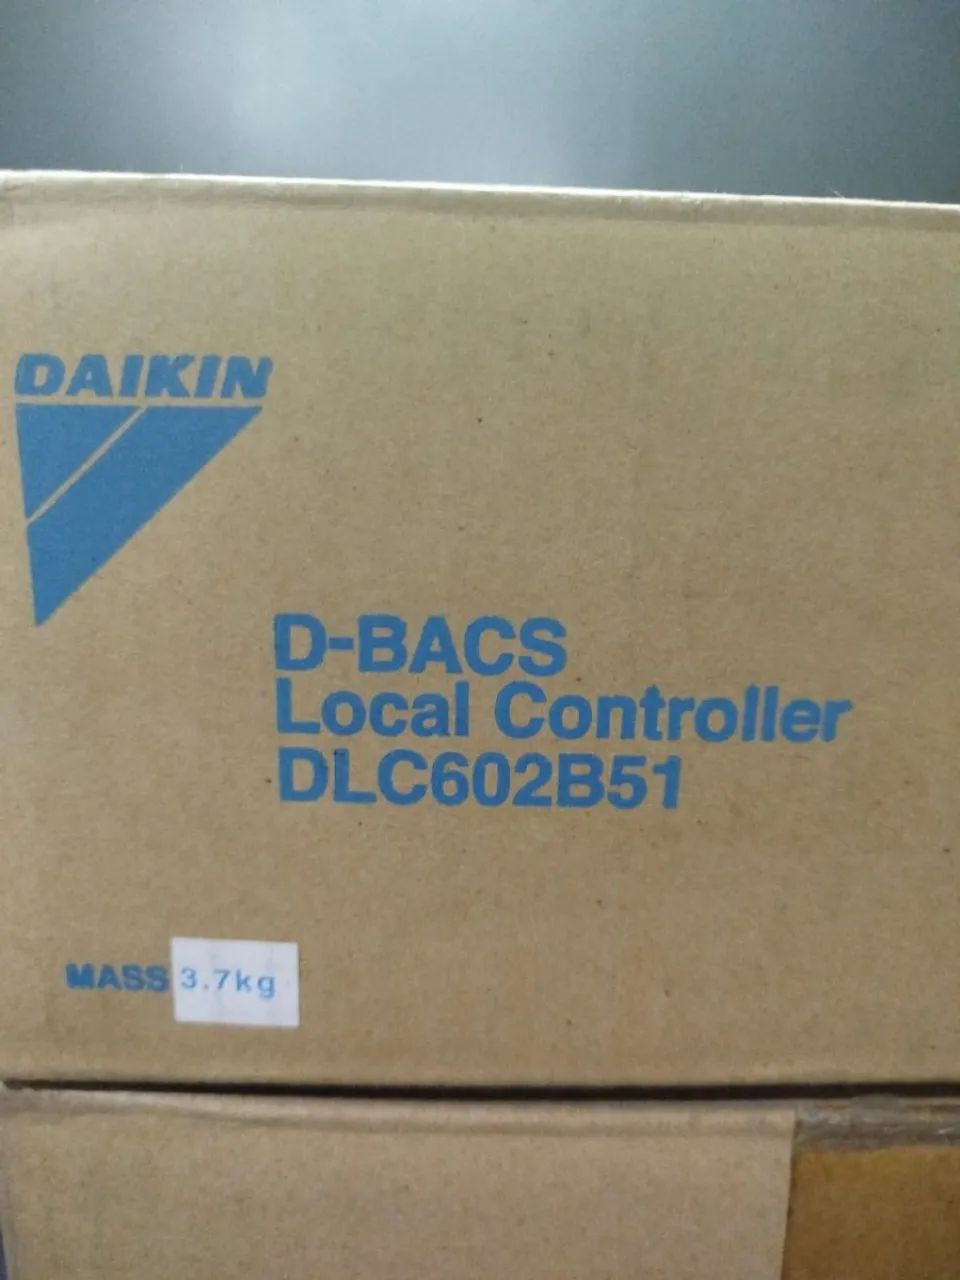 DAIKIN
D-BACS
Local Controller
DLC602B51
MASS 3.7kg